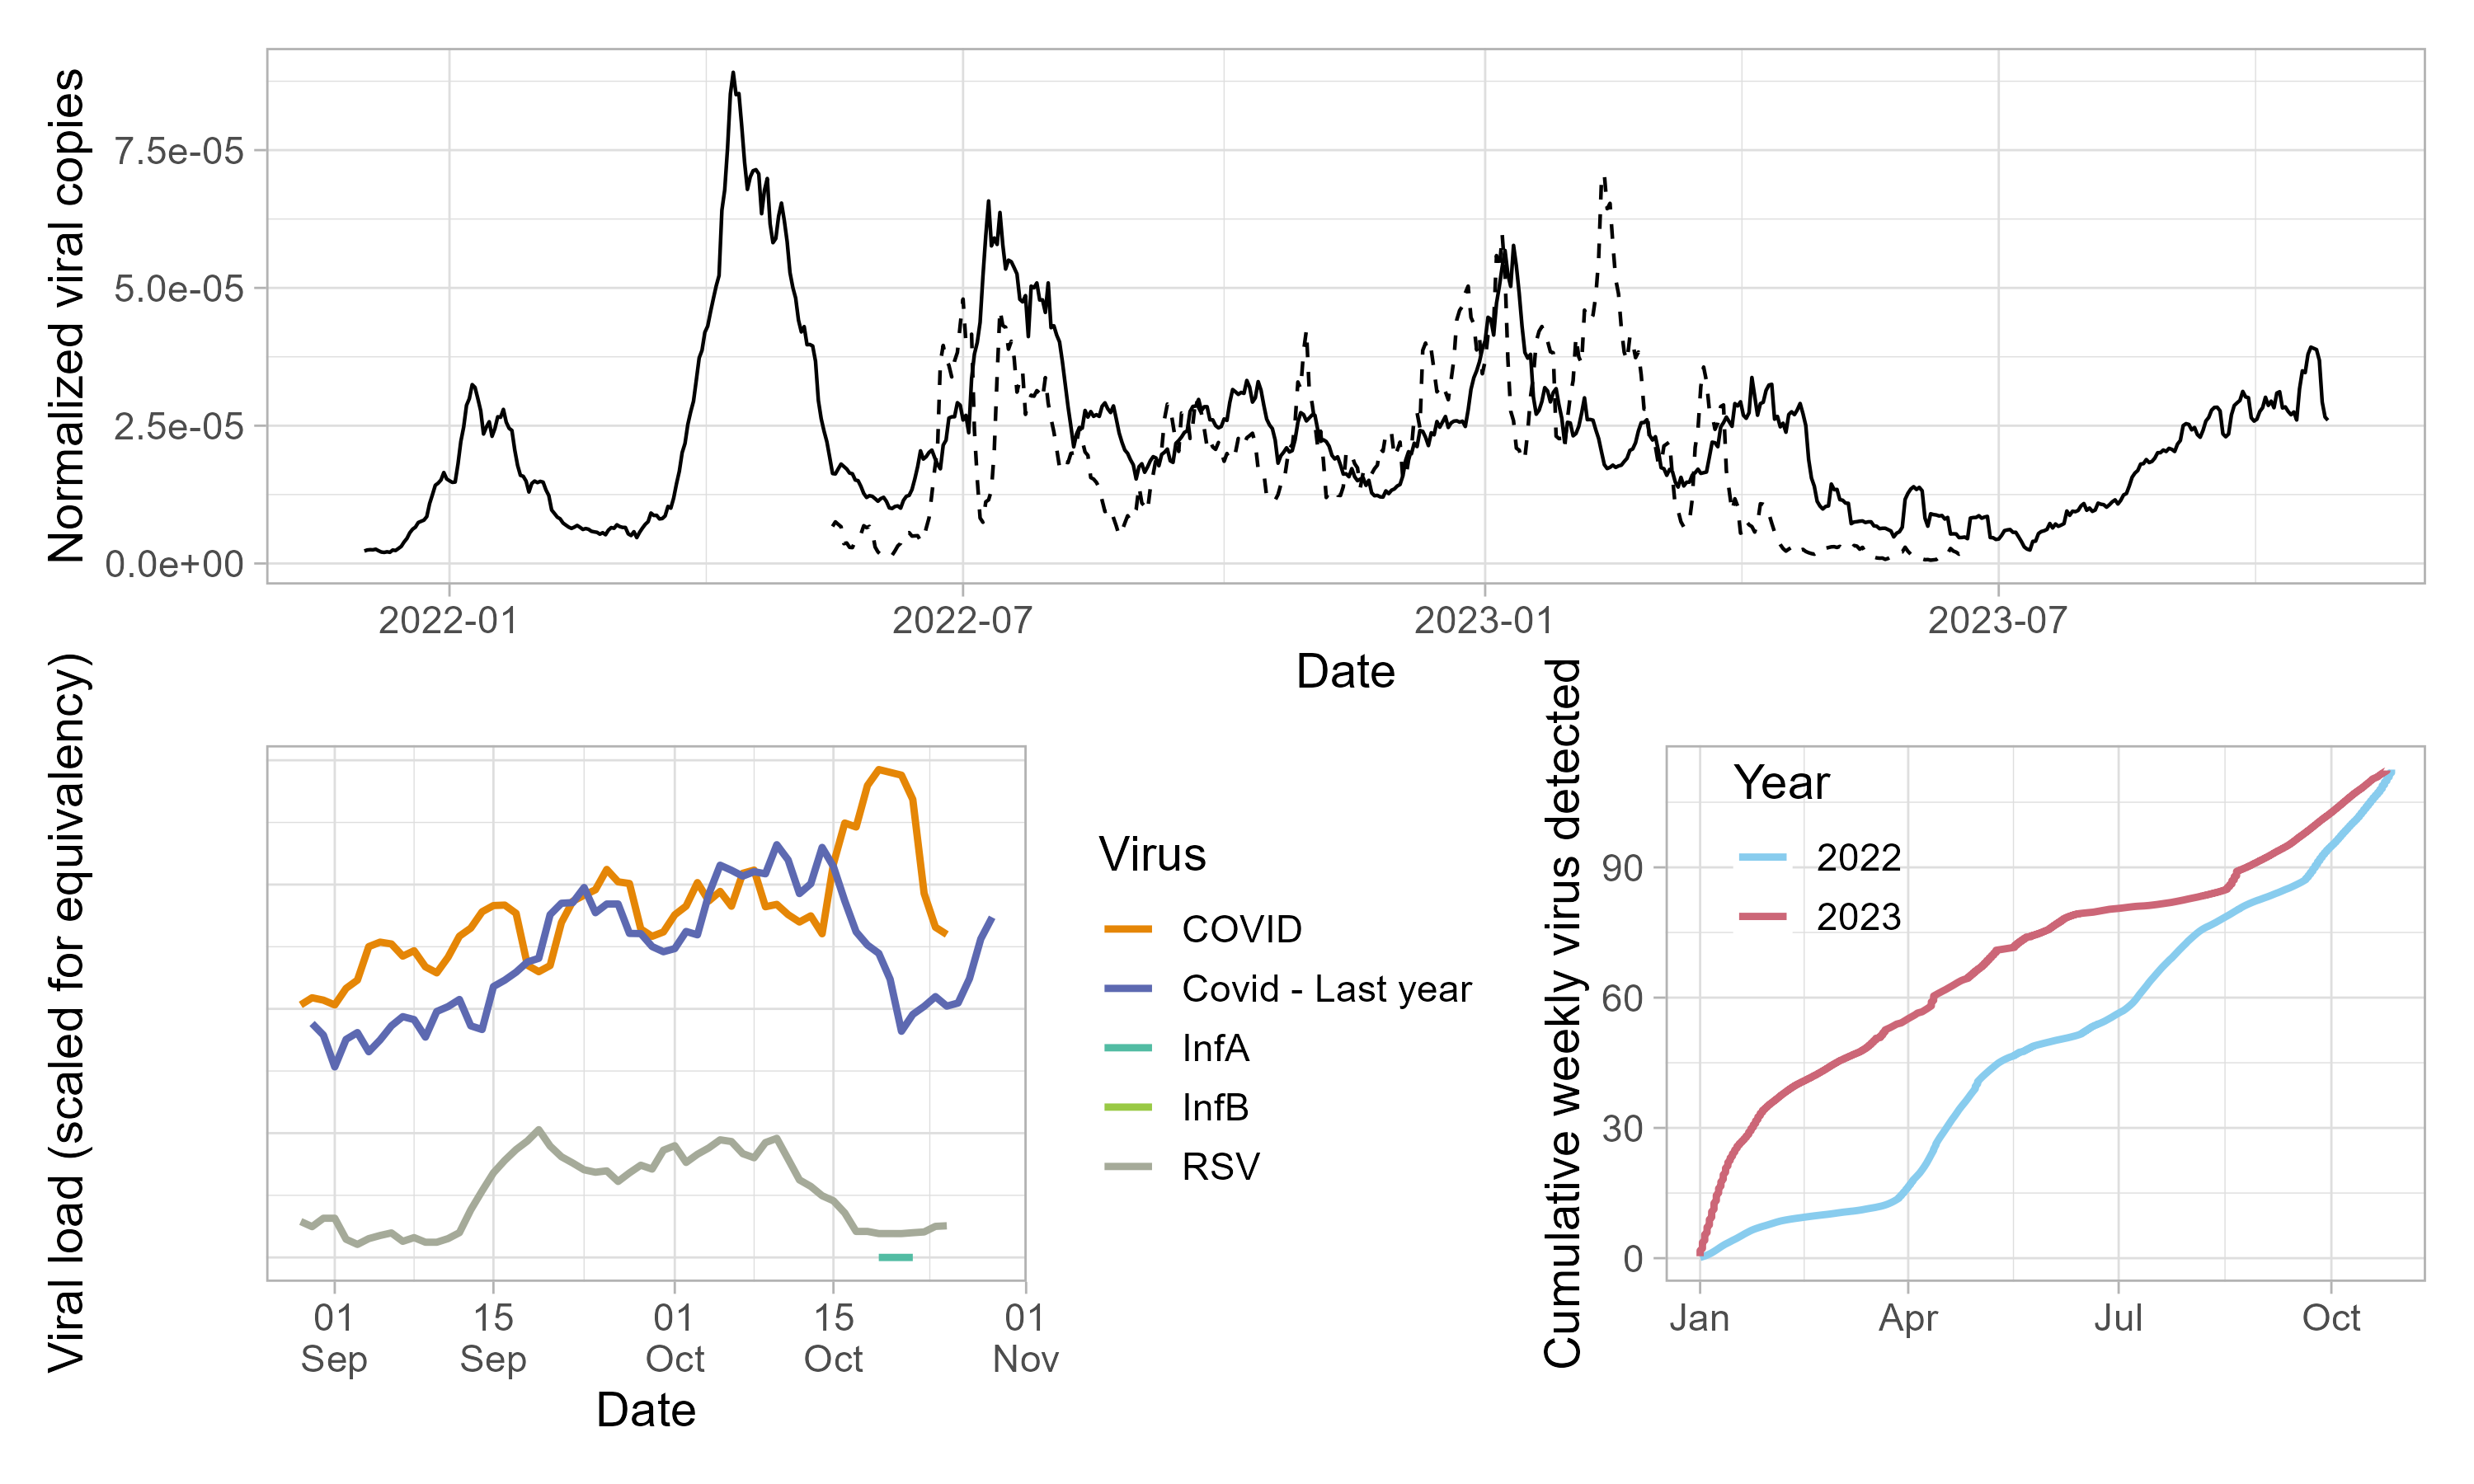 Normalized viral copies
7.5e-05
5.0e-05
2.5e-05
0.0e+00
2022-01
2022-07
2023-01
2023-07
Date
Viral load (scaled for equivalency)
01
Sep
15
Sep
01
Oct
15
Oct
01
Nov
Date
Virus
COVID
Covid - Last year
InfA
InfB
RSV
Cumulative weekly virus detected
90
60
30
0
Year
2022
2023
Jan
Apr
Jul
Oct